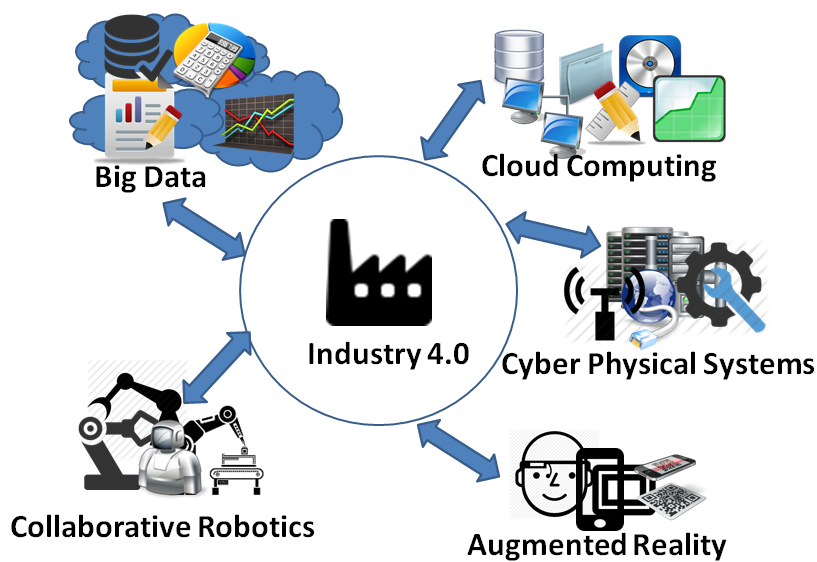 Big Data
Cloud Computing
Industry 4.0
Cyber Physical Systems
Collaborative Robotics
Augmented Reality